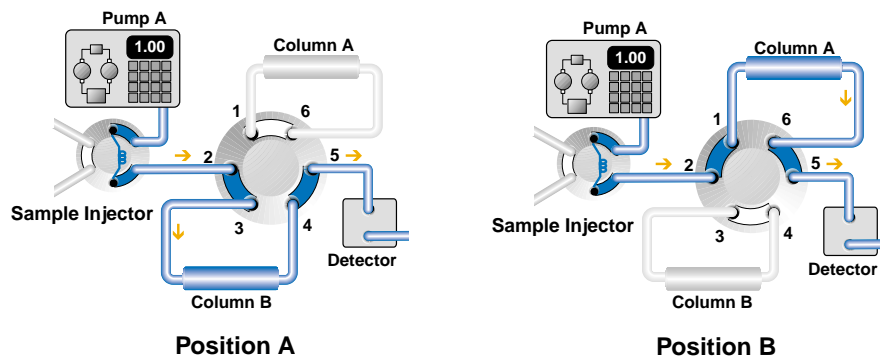 Pump A
1.00
Column A
1
6
2
5
3
4
Sample Injector
Detector
Column B
Position A
Pump A
1.00
Column A
1
6
2
5
3
4
Sample Injector
Detector
Column B
Position B